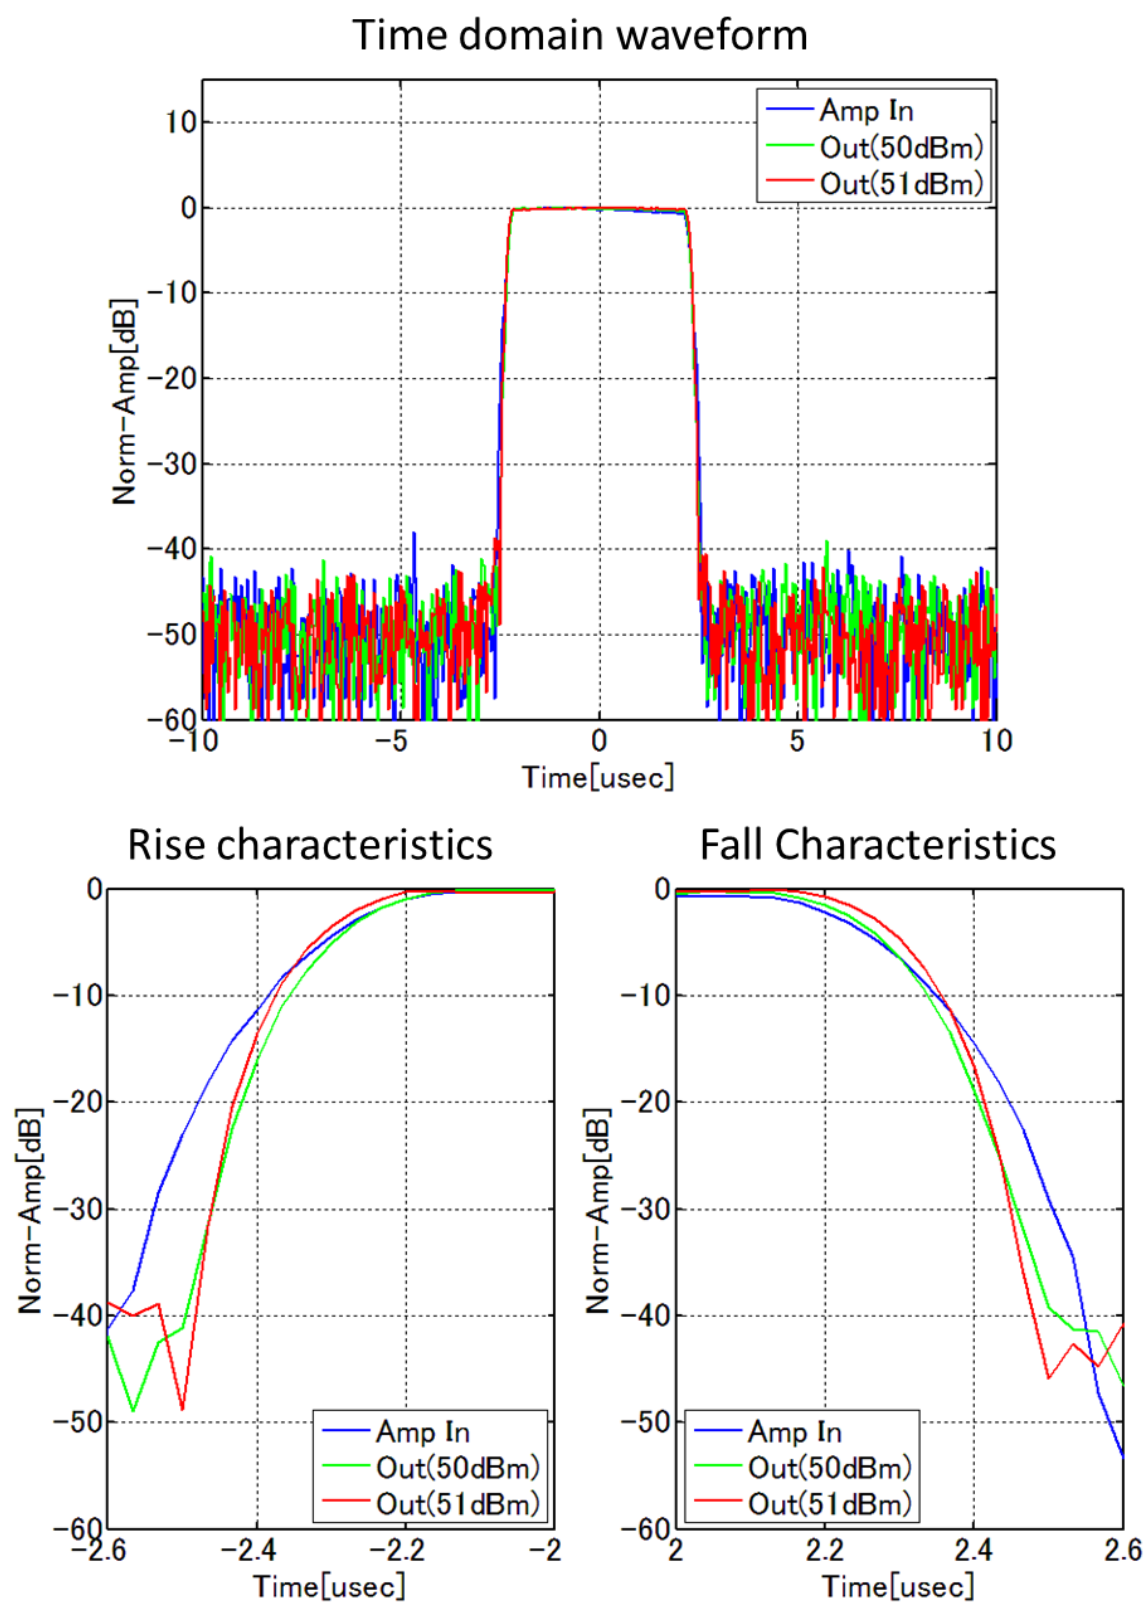 Time domain waveform
Amp In
Out(50dBm)
Out(51dBm)
10
0
-10
-20
-30
-40
-50
-60
Norm-Amp[dB]
-10 -5 0 5 10
Time[usec]
Rise characteristics
0
-10
-20
-30
-40
-50
-60
Norm-Amp[dB]
Amp In
Out(50dBm)
Out(51dBm)
-2.6 -2.4 -2.2 -2
Time[usec]
Fall Characteristics
0
-10
-20
-30
-40
-50
-60
Norm-Amp[dB]
Amp In
Out(50dBm)
Out(51dBm)
2 2.2 2.4 2.6
Time[usec]